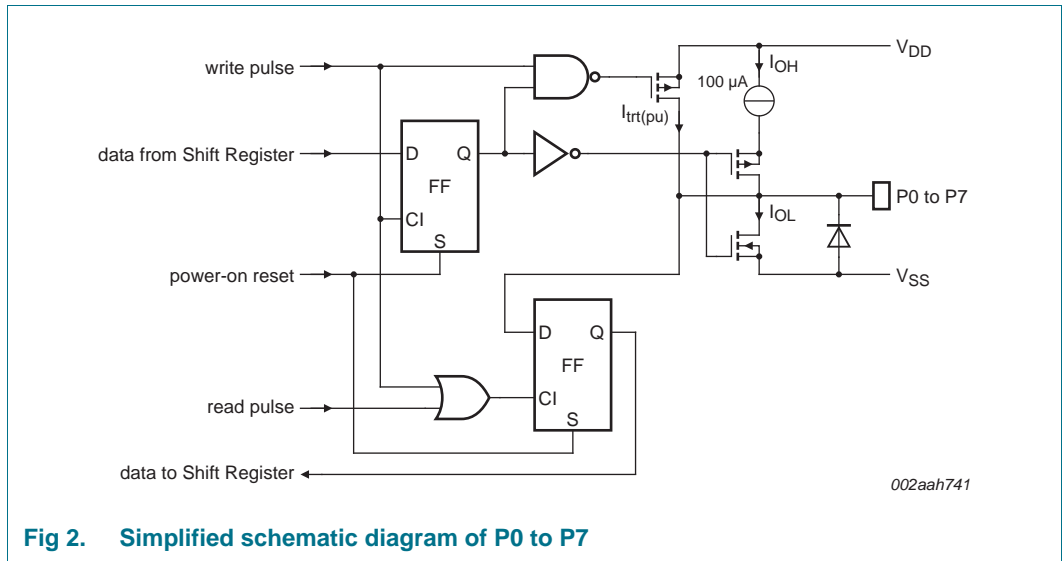 write pulse
V_DD
I_OH
100 µA
I_trt(pu)
data from Shift Register
D Q
FF
CI
S
P0 to P7
I_OL
power-on reset
V_SS
D Q
FF
CI
S
read pulse
data to Shift Register
002aah741
Fig 2. Simplified schematic diagram of P0 to P7